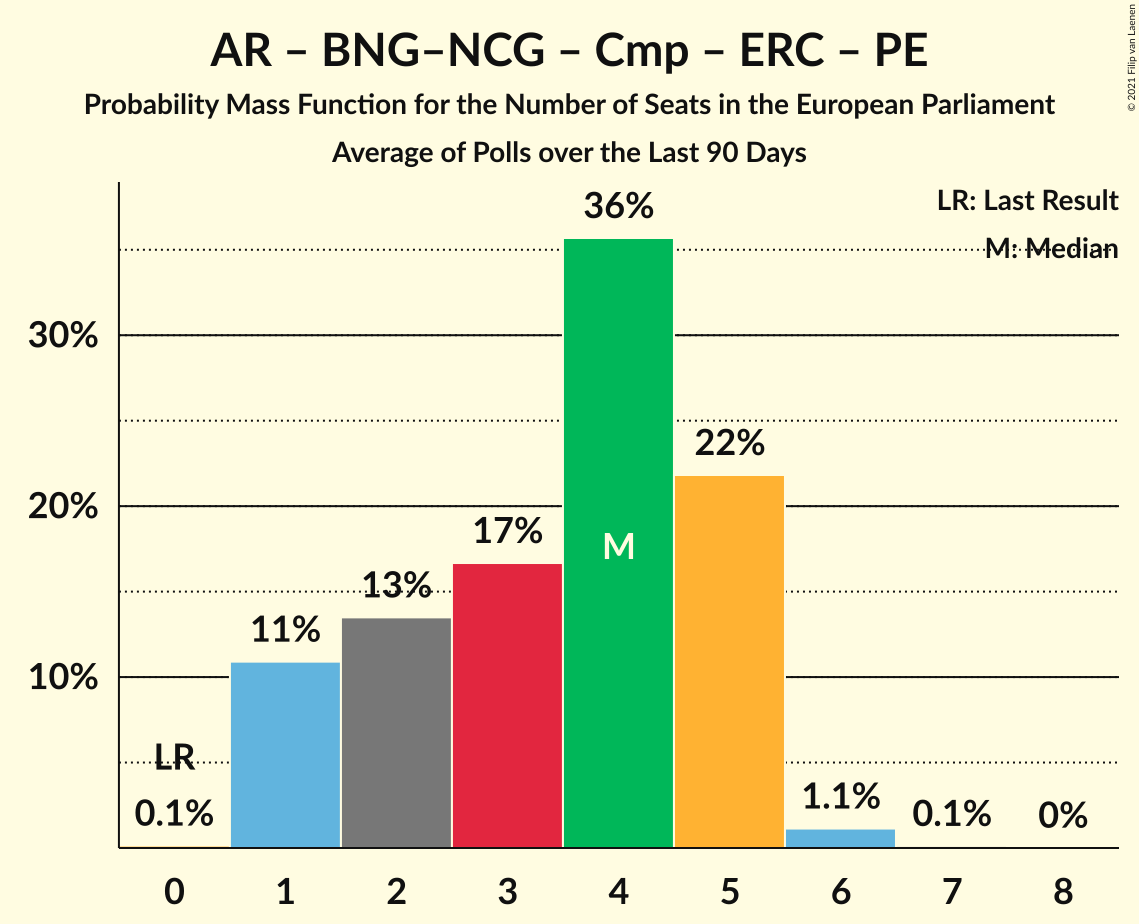 AR – BNG–NCG – Cmp – ERC – PE
Probability Mass Function for the Number of Seats in the European Parliament
Average of Polls over the Last 90 Days
© 2021 Filip van Laenen
LR: Last Result
M: Median
36%
30%
22%
20%
17%
M
13%
11%
10%
LR
0.1%
1.1%
0.1%
0%
0 1 2 3 4 5 6 7 8